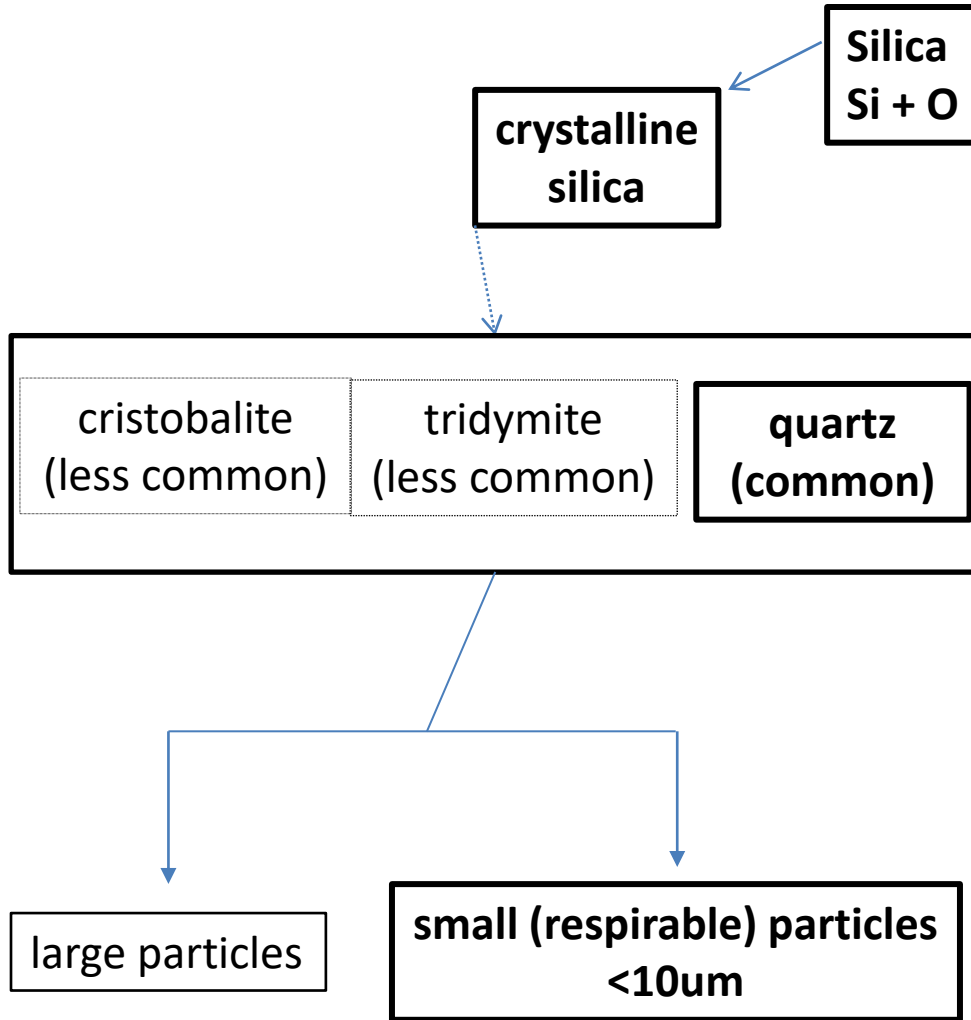 Silica
Si + O
crystalline
silica
cristobalite
(less common)
tridymite
(less common)
quartz
(common)
large particles
small (respirable) particles
<10um